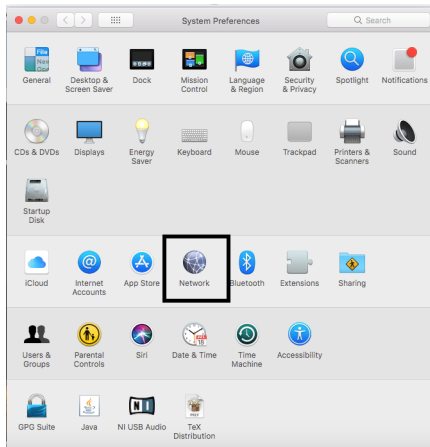 System Preferences
Search
General
Desktop &
Screen Saver
Dock
Mission
Control
Language
& Region
Security
& Privacy
Spotlight
Notifications
CDs & DVDs
Displays
Energy
Saver
Keyboard
Mouse
Trackpad
Printers &
Scanners
Sound
Startup
Disk
iCloud
Internet
Accounts
App Store
Network
Bluetooth
Extensions
Sharing
Users &
Groups
Parental
Controls
Siri
Date & Time
Time
Machine
Accessibility
GPG Suite
Java
NI USB Audio
TeX
Distribution